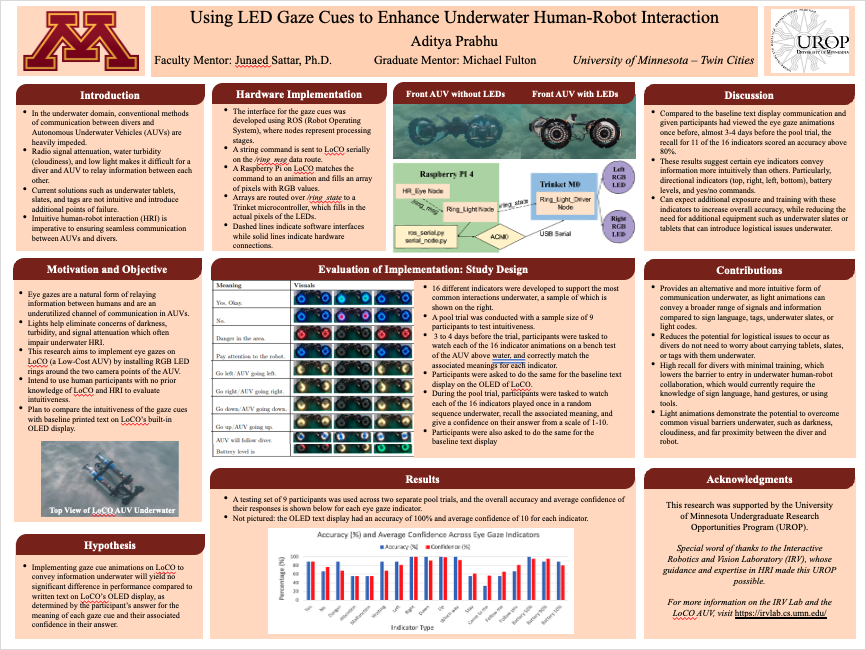 Using LED Gaze Cues to Enhance Underwater Human-Robot Interaction
Aditya Prabhu
Faculty Mentor: Junaed Sattar, Ph.D. Graduate Mentor: Michael Fulton University of Minnesota – Twin Cities
UROP
Introduction
• In the underwater domain, conventional methods
of communication between divers and
Autonomous Underwater Vehicles (AUVs) are
heavily impeded.
• Radio signal attenuation, water turbidity
(cloudiness), and low light makes it difficult for a
diver and AUV to relay information between each
other.
• Current solutions such as underwater tablets,
slates, and tags are not intuitive and introduce
additional points of failure.
• Intuitive human-robot interaction (HRI) is
imperative to ensuring seamless communication
between AUVs and divers.
Motivation and Objective
• Eye gazes are a natural form of relaying
information between humans and are an
underutilized channel of communication in AUVs.
• Lights help eliminate concerns of darkness,
turbidity, and signal attenuation which often
impair underwater HRI.
• This research aims to implement eye gazes on
LoCO (a Low-Cost AUV) by installing RGB LED
rings around the two camera points of the AUV.
• Intend to use human participants with no prior
knowledge of LoCO and HRI to evaluate
intuitiveness.
• Plan to compare the intuitiveness of the gaze cues
with baseline printed text on LoCO's built-in
OLED display.
Top View of LoCO AUV Underwater
Hypothesis
• Implementing gaze cue animations on LoCO to
convey information underwater will yield no
significant difference in performance compared to
written text on LoCO's OLED display, as
determined by the participant's answer for the
meaning of each gaze cue and their associated
confidence in their answer.
Hardware Implementation
• The interface for the gaze cues was
developed using ROS (Robot Operating
System), where nodes represent processing
stages.
• A string command is sent to LoCO serially
on the /ring_msg data route.
• A Raspberry Pi on LoCO matches the
command to an animation and fills an array
of pixels with RGB values.
• Arrays are routed over /ring_state to a
Trinket microcontroller, which fills in the
actual pixels of the LEDs.
• Dashed lines indicate software interfaces
while solid lines indicate hardware
connections.
Front AUV without LEDs Front AUV with LEDs
Raspberry PI 4
HR_Eye Node
ring_msg
Ring_Light Node
ros_serial.py
serial_node.py
ring_state
ACM0
USB Serial
Trinket M0
Ring_Light_Driver
Node
Left
RGB
LED
Right
RGB
LED
Evaluation of Implementation: Study Design
Meaning Visuals
Yes. Okay.
No.
Danger in the area.
Pay attention to the robot.
Go left/AUV going left.
Go right/AUV going right.
Go down/AUV going down.
Go up/AUV going up.
AUV will follow diver.
Battery level is
• 16 different indicators were developed to support the most
common interactions underwater, a sample of which is
shown on the right.
• A pool trial was conducted with a sample size of 9
participants to test intuitiveness.
• 3 to 4 days before the trial, participants were tasked to
watch each of the 16 indicator animations on a bench test
of the AUV above water, and correctly match the
associated meanings for each indicator.
• Participants were asked to do the same for the baseline text
display on the OLED of LoCO.
• During the pool trial, participants were tasked to watch
each of the 16 indicators played once in a random
sequence underwater, recall the associated meaning, and
give a confidence on their answer from a scale of 1-10.
• Participants were also asked to do the same for the
baseline text display
Results
• A testing set of 9 participants was used across two separate pool trials, and the overall accuracy and average confidence of
their responses is shown below for each eye gaze indicator.
• Not pictured: the OLED text display had an accuracy of 100% and average confidence of 10 for each indicator.
Accuracy (%) and Average Confidence Across Eye Gaze Indicators
Accuracy (%) Confidence (%)
Percentage (%)
100
80
60
40
20
0
Yes No Danger Attention Malfunction Waiting Left Right Down Up Which way Stay Come to me Follow me Follow you Battery 50% Battery 90% Battery 10%
Indicator Type
Discussion
• Compared to the baseline text display communication and
given participants had viewed the eye gaze animations
once before, almost 3-4 days before the pool trial, the
recall for 11 of the 16 indicators scored an accuracy above
80%.
• These results suggest certain eye indicators convey
information more intuitively than others. Particularly,
directional indicators (top, right, left, bottom), battery
levels, and yes/no commands.
• Can expect additional exposure and training with these
indicators to increase overall accuracy, while reducing the
need for additional equipment such as underwater slates or
tablets that can introduce logistical issues underwater.
Contributions
• Provides an alternative and more intuitive form of
communication underwater, as light animations can
convey a broader range of signals and information
compared to sign language, tags, underwater slates, or
light codes.
• Reduces the potential for logistical issues to occur as
divers do not need to worry about carrying tablets, slates,
or tags with them underwater.
• High recall for divers with minimal training, which
lowers the barrier to entry in underwater human-robot
collaboration, which would currently require the
knowledge of sign language, hand gestures, or using
tools.
• Light animations demonstrate the potential to overcome
common visual barriers underwater, such as darkness,
cloudiness, and far proximity between the diver and
robot.
Acknowledgments
This research was supported by the University
of Minnesota Undergraduate Research
Opportunities Program (UROP).
Special word of thanks to the Interactive
Robotics and Vision Laboratory (IRV), whose
guidance and expertise in HRI made this UROP
possible.
For more information on the IRV Lab and the
LoCO AUV, visit https://irvlab.cs.umn.edu/